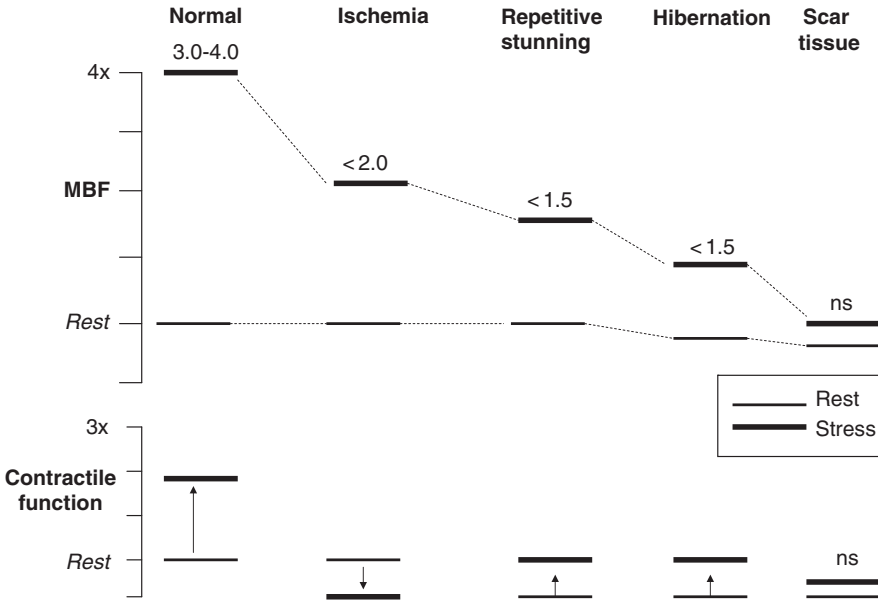 Normal
Ischemia
Repetitive
stunning
Hibernation
Scar
tissue
4x
3.0-4.0
<2.0
MBF
<1.5
<1.5
ns
Rest
Rest
Stress
3x
Contractile
function
Rest
ns